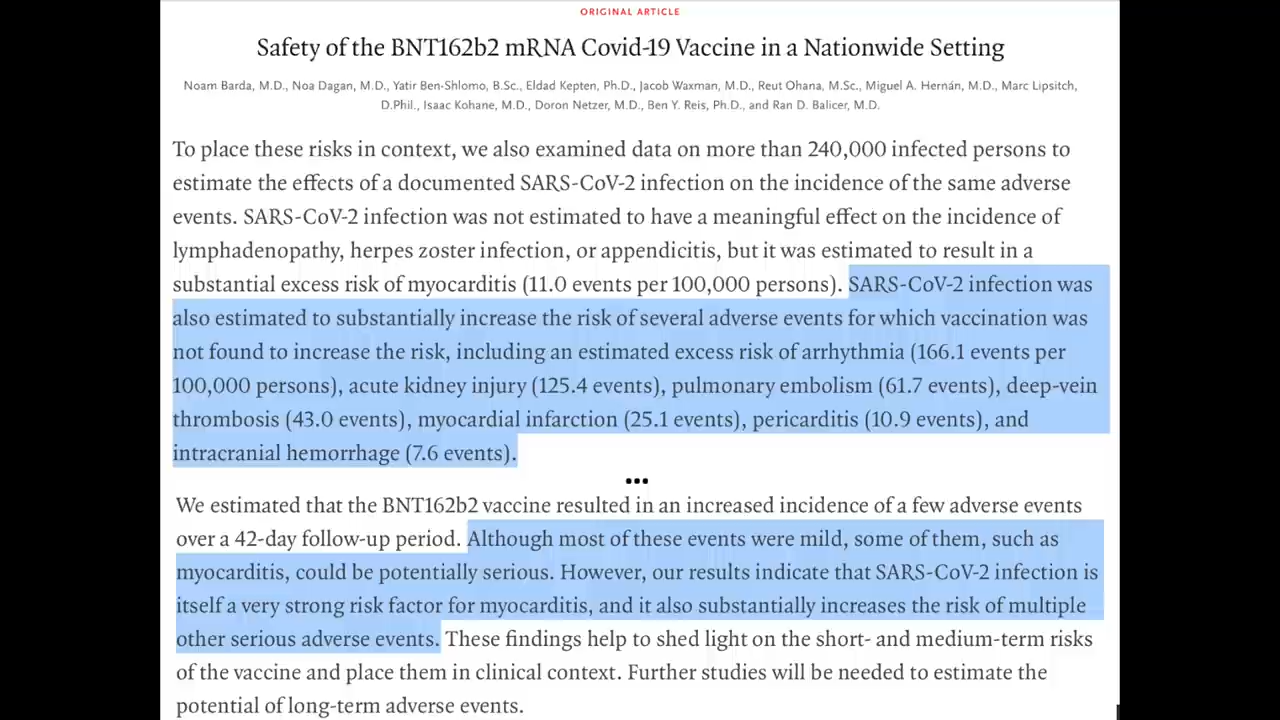 ORIGINAL ARTICLE
Safety of the BNT162b2 mRNA Covid-19 Vaccine in a Nationwide Setting
Noam Barda, M.D., Noa Dagan, M.D., Yatir Ben-Shlomo, B.Sc., Eldad Kepten, Ph.D., Jacob Waxman, M.D., Reut Ohana, M.Sc., Miguel A. Hernán, M.D., Marc Lipsitch,
D.Phil., Isaac Kohane, M.D., Doron Netzer, M.D., Ben Y. Reis, Ph.D., and Ran D. Balicer, M.D.
To place these risks in context, we also examined data on more than 240,000 infected persons to
estimate the effects of a documented SARS-CoV-2 infection on the incidence of the same adverse
events. SARS-CoV-2 infection was not estimated to have a meaningful effect on the incidence of
lymphadenopathy, herpes zoster infection, or appendicitis, but it was estimated to result in a
substantial excess risk of myocarditis (11.0 events per 100,000 persons). SARS-CoV-2 infection was
also estimated to substantially increase the risk of several adverse events for which vaccination was
not found to increase the risk, including an estimated excess risk of arrhythmia (166.1 events per
100,000 persons), acute kidney injury (125.4 events), pulmonary embolism (61.7 events), deep-vein
thrombosis (43.0 events), myocardial infarction (25.1 events), pericarditis (10.9 events), and
intracranial hemorrhage (7.6 events).
...
We estimated that the BNT162b2 vaccine resulted in an increased incidence of a few adverse events
over a 42-day follow-up period. Although most of these events were mild, some of them, such as
myocarditis, could be potentially serious. However, our results indicate that SARS-CoV-2 infection is
itself a very strong risk factor for myocarditis, and it also substantially increases the risk of multiple
other serious adverse events. These findings help to shed light on the short- and medium-term risks
of the vaccine and place them in clinical context. Further studies will be needed to estimate the
potential of long-term adverse events.